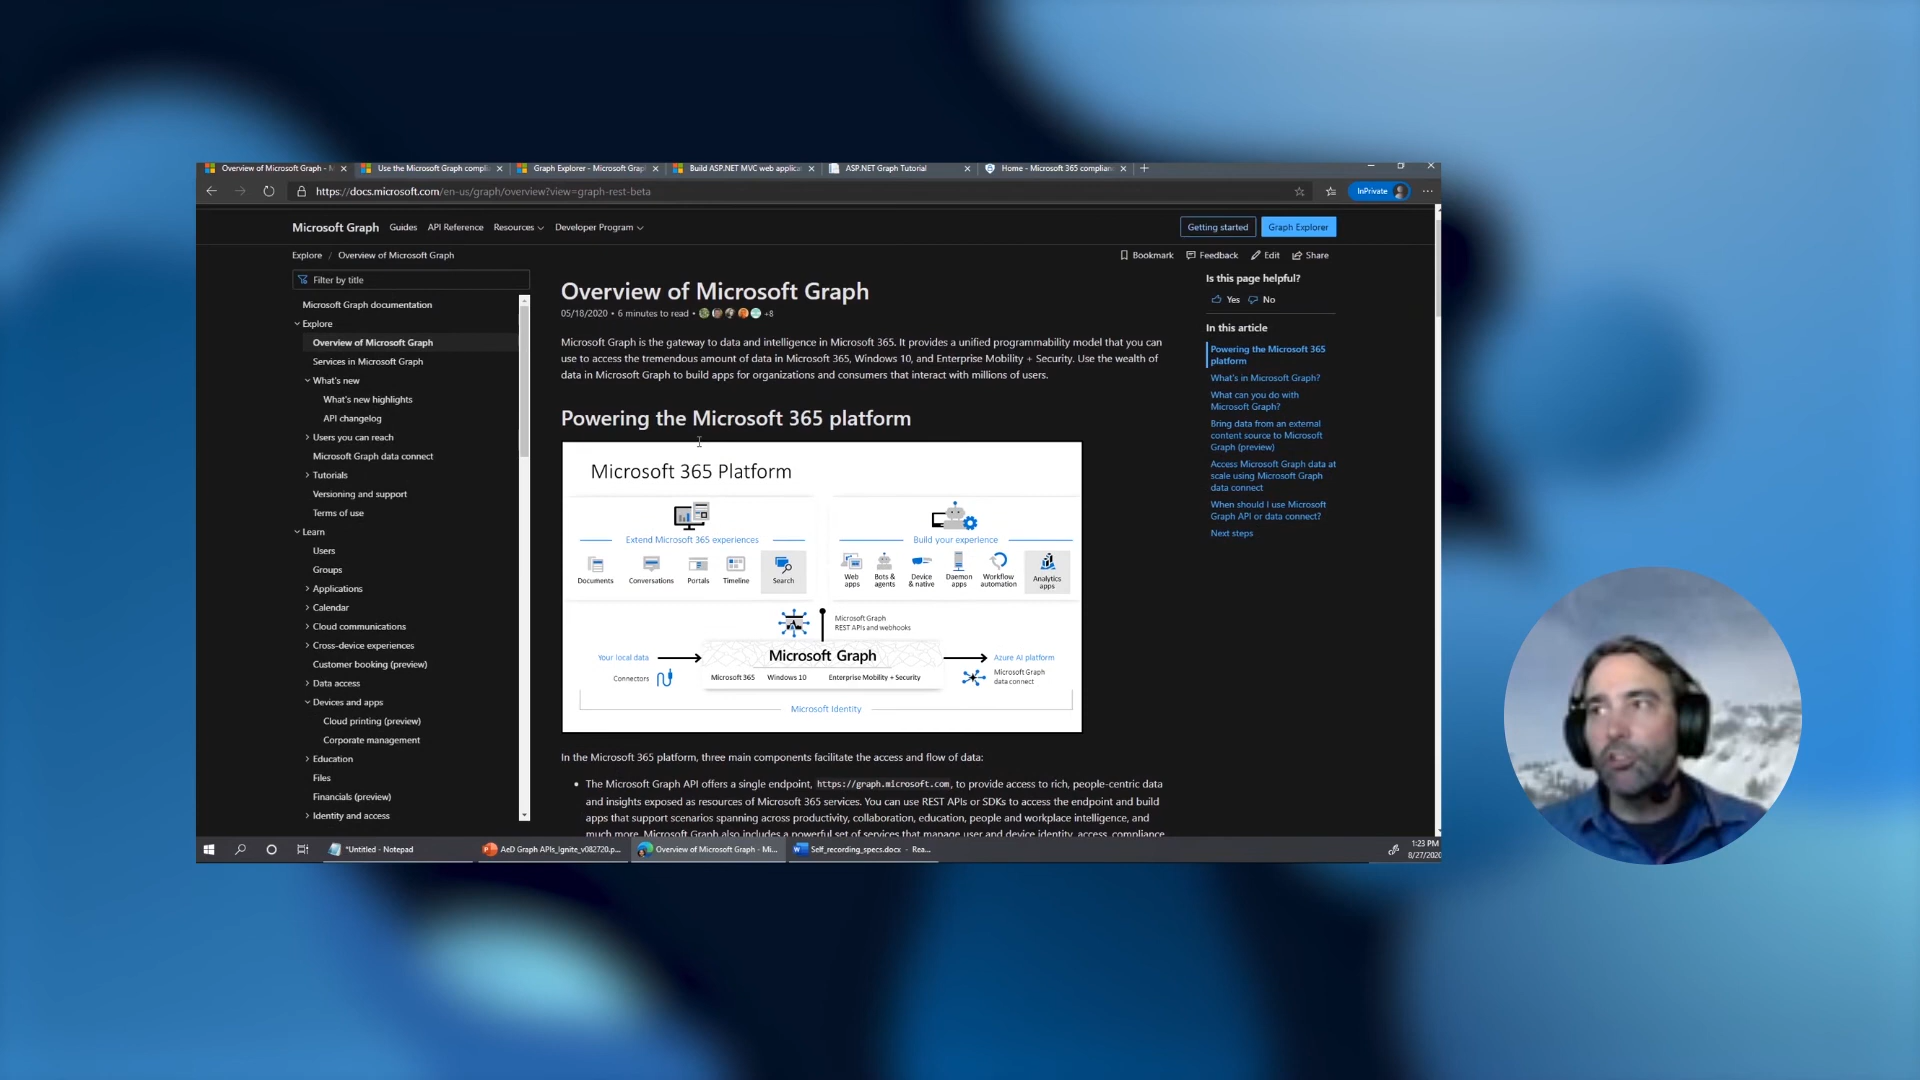 Overview of Microsoft Graph - M
Use the Microsoft Graph compli
Graph Explorer - Microsoft Grap
Build ASP.NET MVC web applica
ASP.NET Graph Tutorial
Home - Microsoft 365 complian
https://docs.microsoft.com/en-us/graph/overview?view=graph-rest-beta
InPrivate
Microsoft Graph
Guides
API Reference
Resources
Developer Program
Getting started
Graph Explorer
Explore / Overview of Microsoft Graph
Bookmark
Feedback
Edit
Share
Filter by title
Microsoft Graph documentation
Explore
Overview of Microsoft Graph
Services in Microsoft Graph
What's new
What's new highlights
API changelog
Users you can reach
Microsoft Graph data connect
Tutorials
Versioning and support
Terms of use
Learn
Users
Groups
Applications
Calendar
Cloud communications
Cross-device experiences
Customer booking (preview)
Data access
Devices and apps
Cloud printing (preview)
Corporate management
Education
Files
Financials (preview)
Identity and access
Overview of Microsoft Graph
05/18/2020 • 6 minutes to read • +8
Microsoft Graph is the gateway to data and intelligence in Microsoft 365. It provides a unified programmability model that you can
use to access the tremendous amount of data in Microsoft 365, Windows 10, and Enterprise Mobility + Security. Use the wealth of
data in Microsoft Graph to build apps for organizations and consumers that interact with millions of users.
Powering the Microsoft 365 platform
Microsoft 365 Platform
Extend Microsoft 365 experiences
Documents
Conversations
Portals
Timeline
Search
Build your experience
Web
apps
Bots &
agents
Device
& native
Daemon
apps
Workflow
automation
Analytics
apps
Microsoft Graph
REST APIs and webhooks
Your local data
Connectors
Microsoft Graph
Microsoft 365
Windows 10
Enterprise Mobility + Security
Azure AI platform
Microsoft Graph
data connect
Microsoft Identity
In the Microsoft 365 platform, three main components facilitate the access and flow of data:
• The Microsoft Graph API offers a single endpoint, https://graph.microsoft.com, to provide access to rich, people-centric data
and insights exposed as resources of Microsoft 365 services. You can use REST APIs or SDKs to access the endpoint and build
apps that support scenarios spanning across productivity, collaboration, education, people and workplace intelligence, and
much more. Microsoft Graph also includes a powerful set of services that manage user and device identity, access, compliance
Is this page helpful?
Yes
No
In this article
Powering the Microsoft 365
platform
What's in Microsoft Graph?
What can you do with
Microsoft Graph?
Bring data from an external
content source to Microsoft
Graph (preview)
Access Microsoft Graph data at
scale using Microsoft Graph
data connect
When should I use Microsoft
Graph API or data connect?
Next steps
*Untitled - Notepad
AeD Graph APIs_Ignite_v082720.p...
Overview of Microsoft Graph - Mi...
Self_recording_specs.docx - Rea...
1:23 PM
8/27/2020